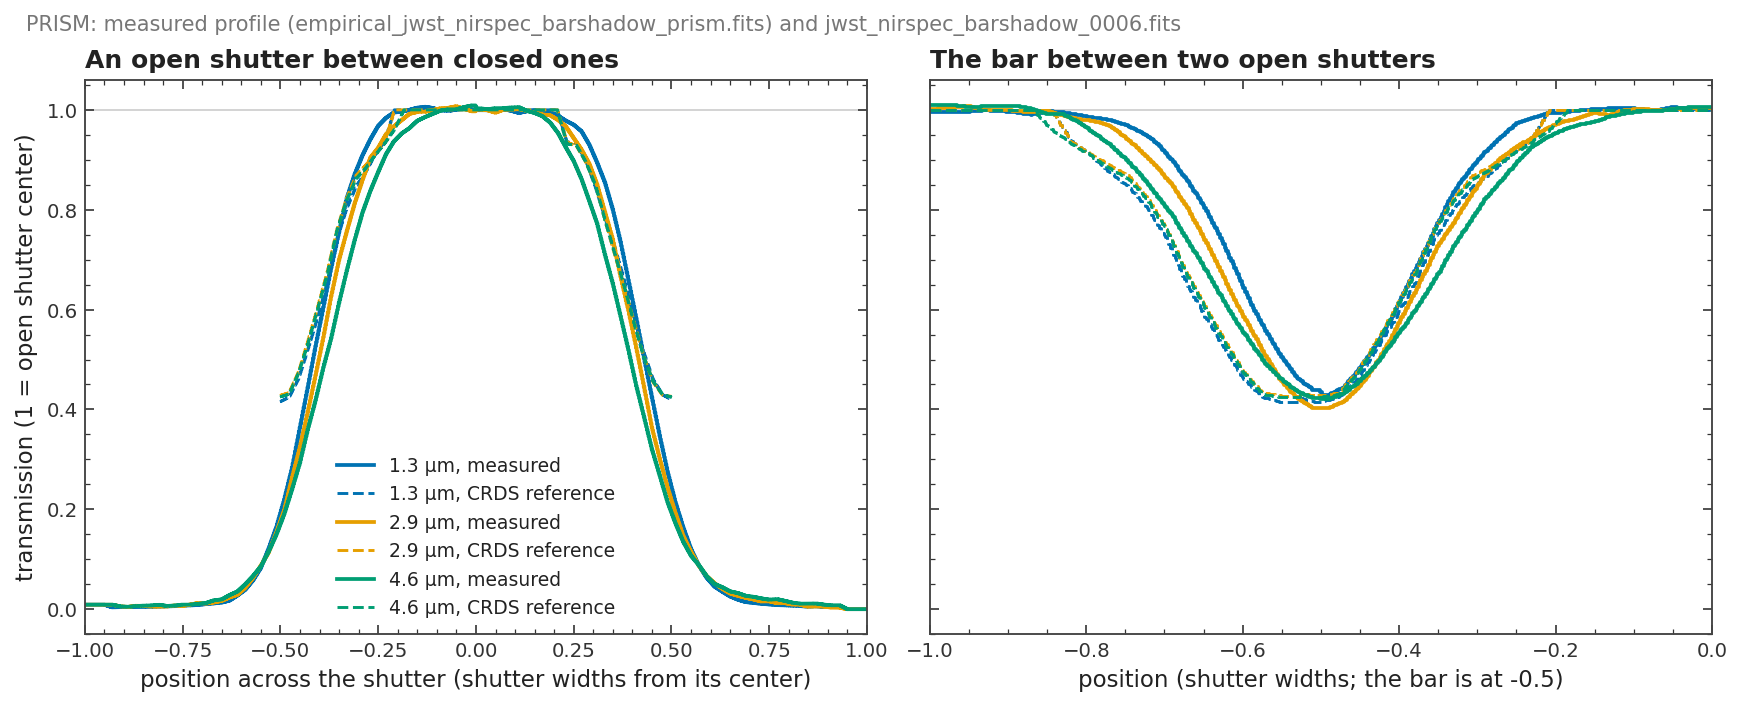 PRISM: measured profile (empirical_jwst_nirspec_barshadow_prism.fits) and jwst_nirspec_barshadow_0006.fits
An open shutter between closed ones
The bar between two open shutters
transmission (1 = open shutter center)
1.0
0.8
0.6
0.4
0.2
0.0
1.3 µm, measured
1.3 µm, CRDS reference
2.9 µm, measured
2.9 µm, CRDS reference
4.6 µm, measured
4.6 µm, CRDS reference
−1.00 −0.75 −0.50 −0.25 0.00 0.25 0.50 0.75 1.00
−1.0 −0.8 −0.6 −0.4 −0.2 0.0
position across the shutter (shutter widths from its center)
position (shutter widths; the bar is at -0.5)